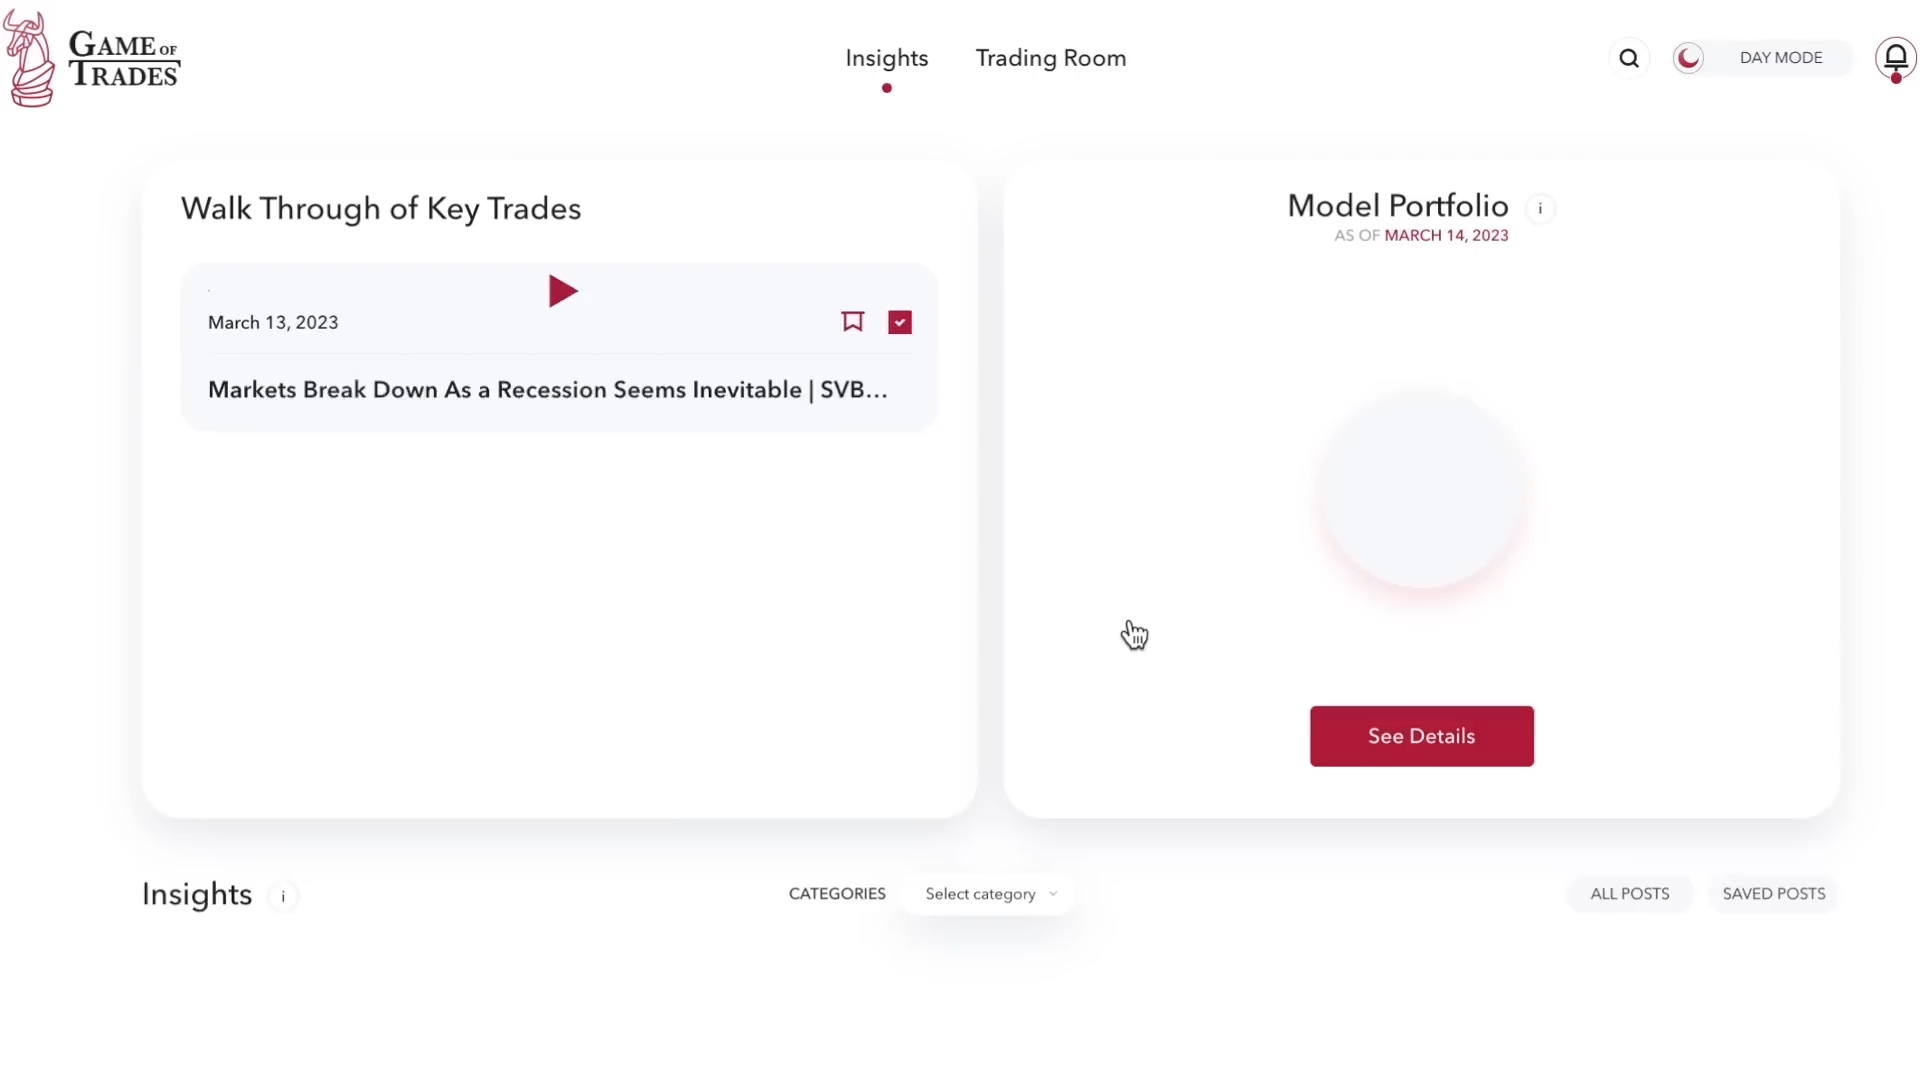 GAME OF
TRADES
Insights
Trading Room
DAY MODE
Walk Through of Key Trades
March 13, 2023
Markets Break Down As a Recession Seems Inevitable | SVB...
Model Portfolio i
AS OF MARCH 14, 2023
See Details
Insights i
CATEGORIES
Select category
ALL POSTS
SAVED POSTS